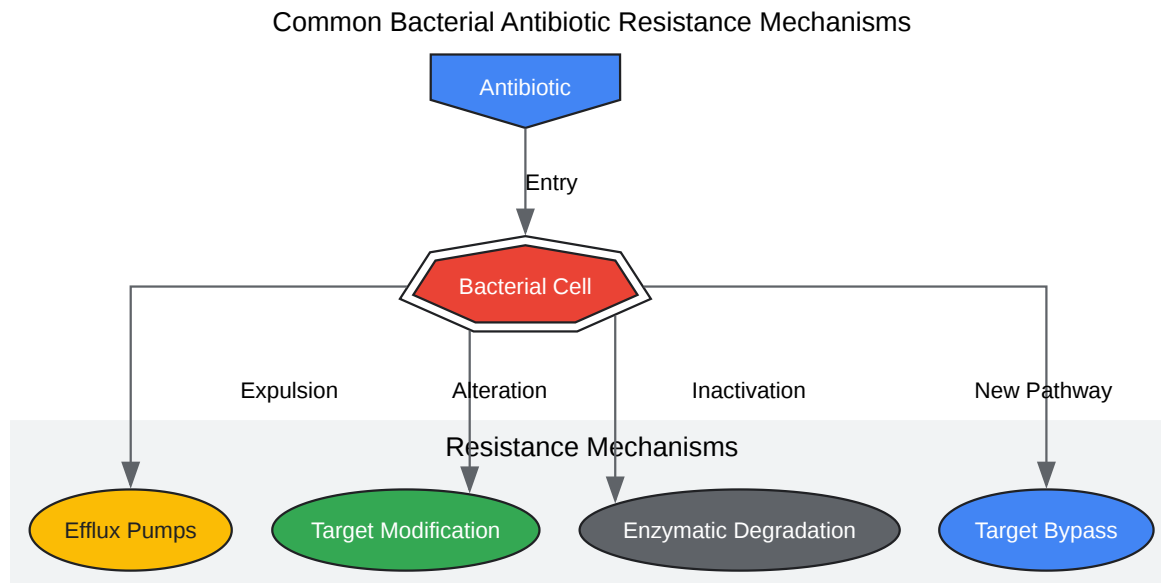 Common Bacterial Antibiotic Resistance Mechanisms
Antibiotic
Entry
Bacterial Cell
Expulsion
Alteration
Inactivation
New Pathway
Resistance Mechanisms
Efflux Pumps
Target Modification
Enzymatic Degradation
Target Bypass